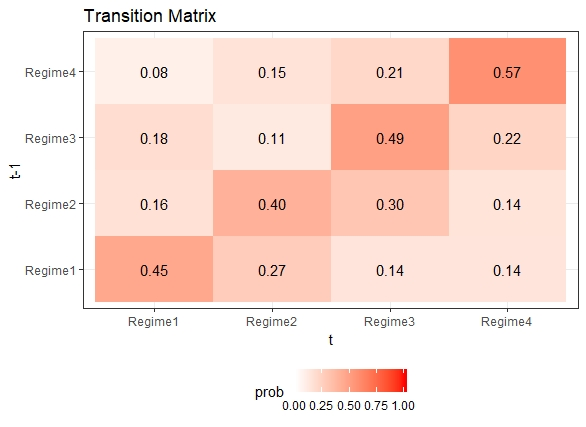 Transition Matrix
t-1
Regime4 0.08 0.15 0.21 0.57
Regime3 0.18 0.11 0.49 0.22
Regime2 0.16 0.40 0.30 0.14
Regime1 0.45 0.27 0.14 0.14
Regime1 Regime2 Regime3 Regime4
t
prob
0.00 0.25 0.50 0.75 1.00